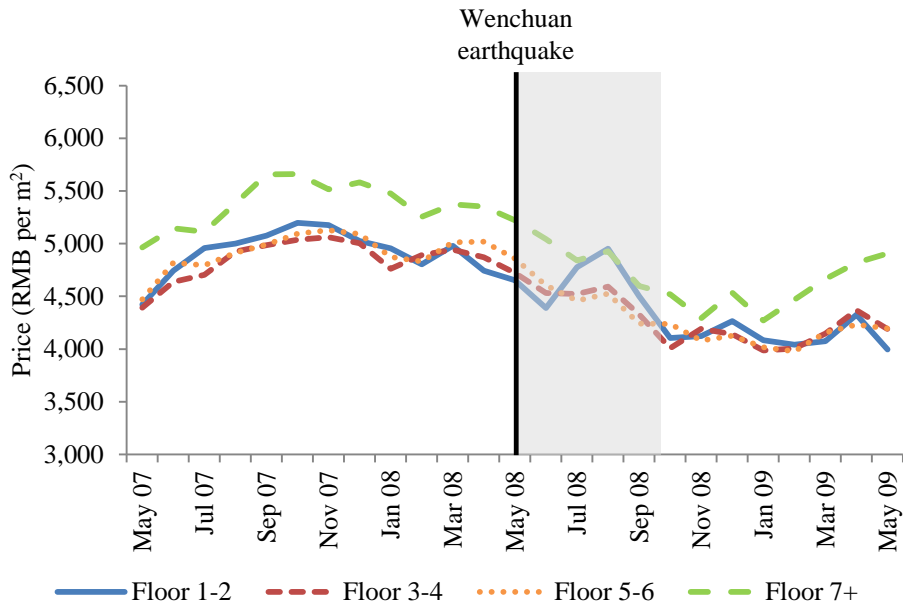 Wenchuan
earthquake
6,500
6,000
5,500
5,000
4,500
4,000
3,500
3,000
Price (RMB per m²)
May 07
Jul 07
Sep 07
Nov 07
Jan 08
Mar 08
May 08
Jul 08
Sep 08
Nov 08
Jan 09
Mar 09
May 09
Floor 1-2 Floor 3-4 Floor 5-6 Floor 7+